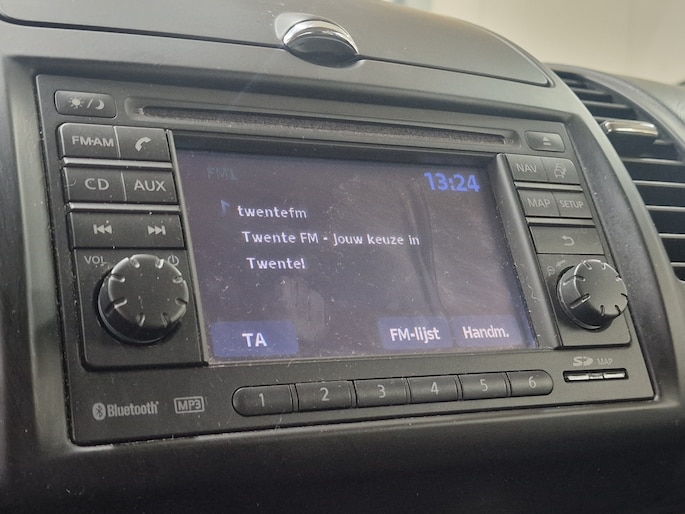 FM·AM
CD
AUX
VOL
FM1
13:24
twentefm
Twente FM - Jouw keuze in
Twente!
TA
FM-lijst
Handm.
NAV
MAP
SETUP
SD MAP
Bluetooth
MP3
1 2 3 4 5 6